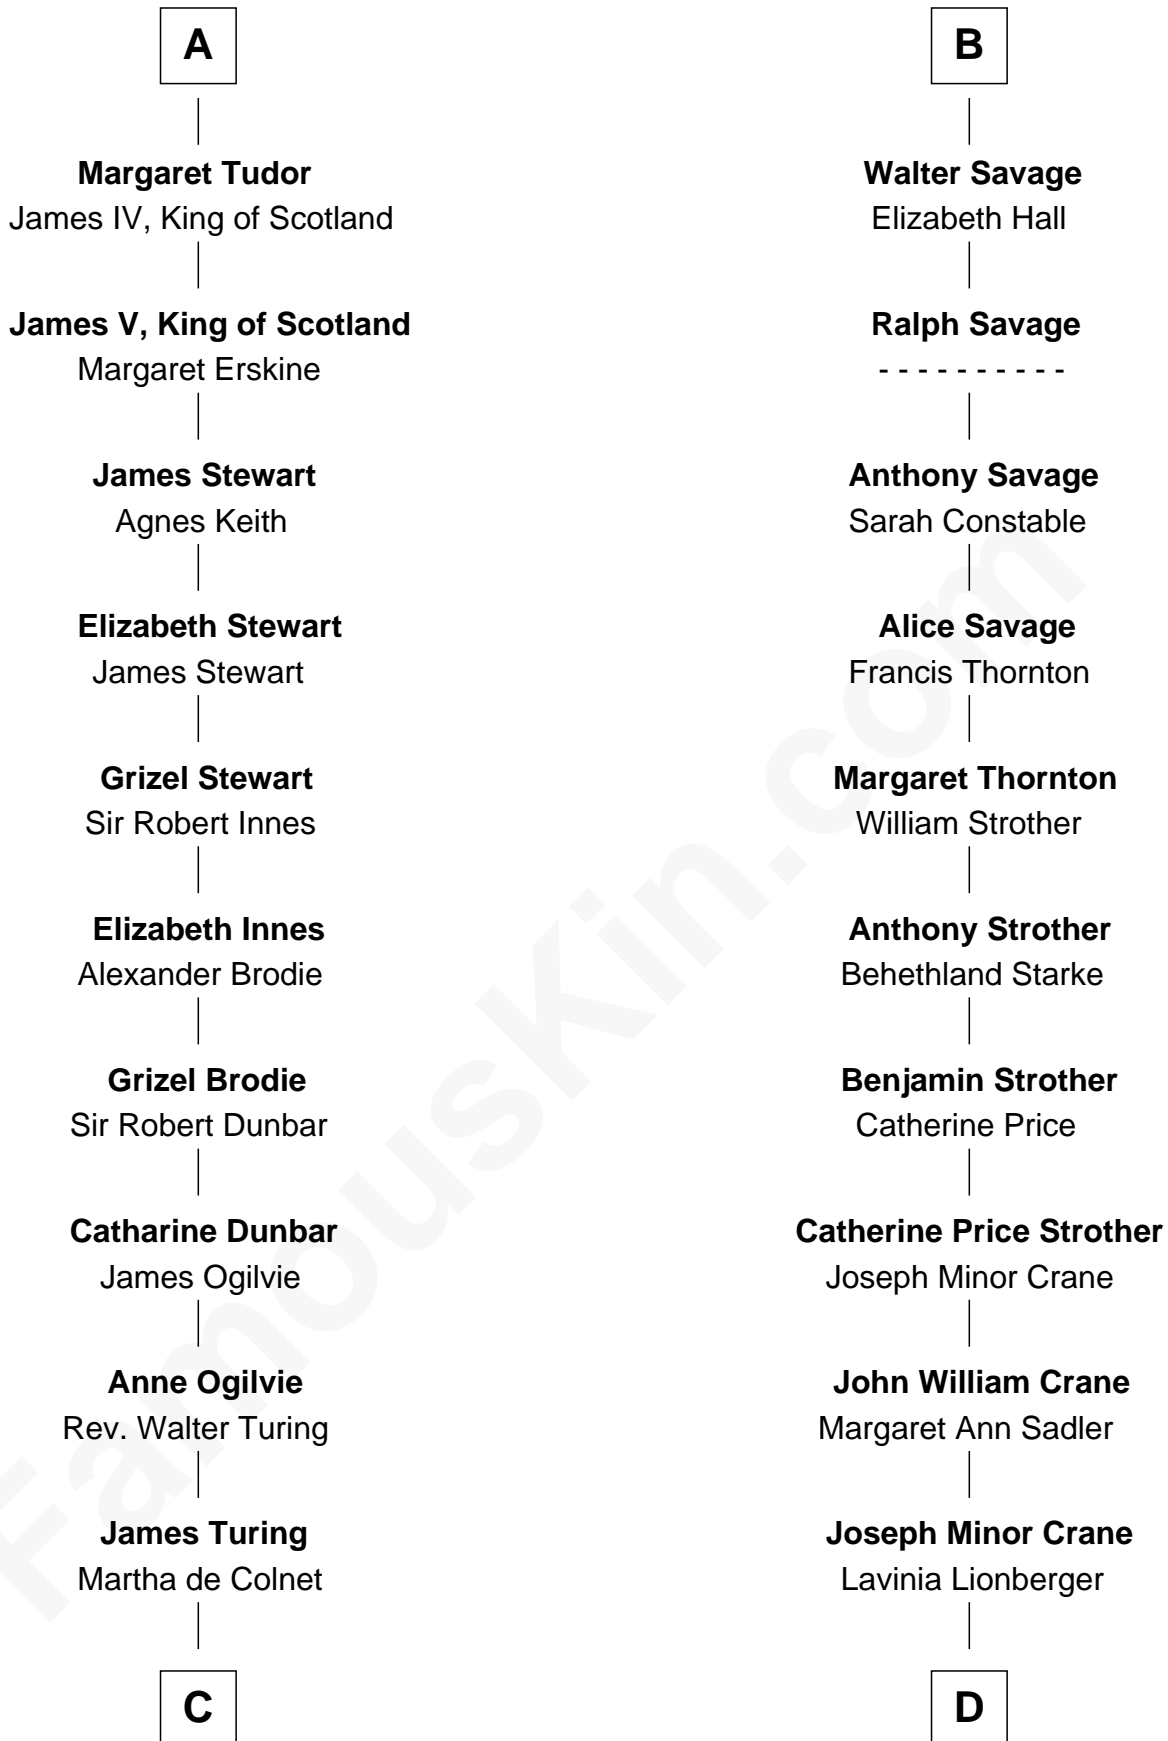 A
Margaret Tudor
James IV, King of Scotland
James V, King of Scotland
Margaret Erskine
James Stewart
Agnes Keith
Elizabeth Stewart
James Stewart
Grizel Stewart
Sir Robert Innes
Elizabeth Innes
Alexander Brodie
Grizel Brodie
Sir Robert Dunbar
Catharine Dunbar
James Ogilvie
Anne Ogilvie
Rev. Walter Turing
James Turing
Martha de Colnet
C
B
Walter Savage
Elizabeth Hall
Ralph Savage
- - - - - - - - - -
Anthony Savage
Sarah Constable
Alice Savage
Francis Thornton
Margaret Thornton
William Strother
Anthony Strother
Behethland Starke
Benjamin Strother
Catherine Price
Catherine Price Strother
Joseph Minor Crane
John William Crane
Margaret Ann Sadler
Joseph Minor Crane
Lavinia Lionberger
D
FamousKin.com